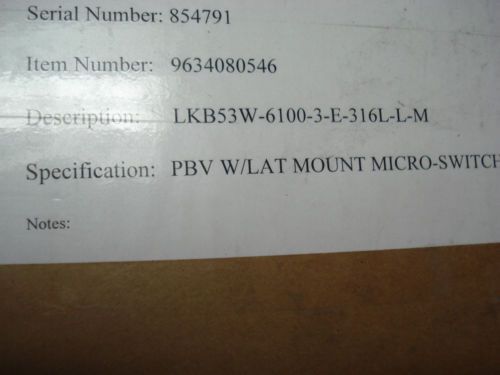 Serial Number: 854791
Item Number: 9634080546
Description: LKB53W-6100-3-E-316L-L-M
Specification: PBV W/LAT MOUNT MICRO-SWITCH
Notes: